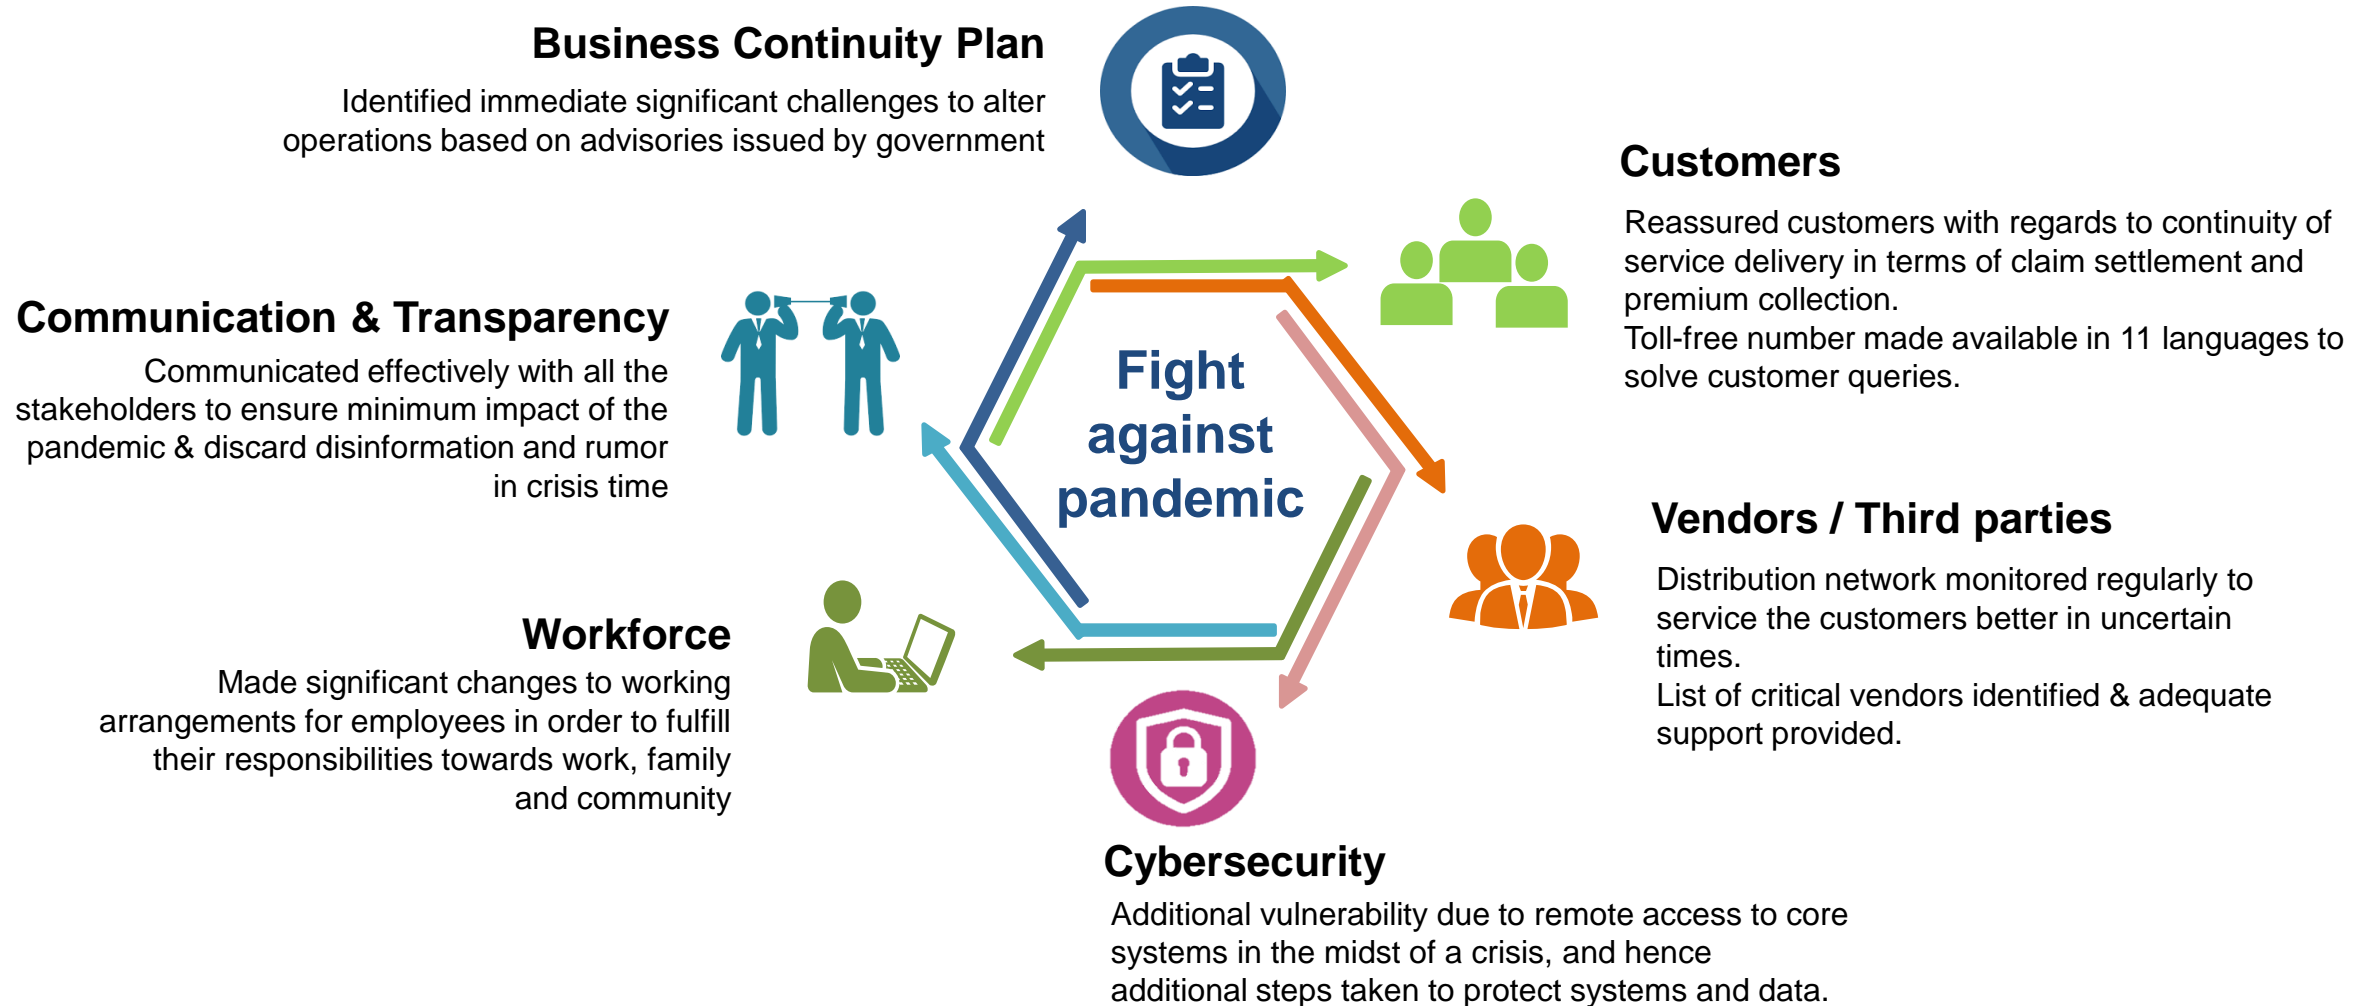 Business Continuity Plan
Identified immediate significant challenges to alter
operations based on advisories issued by government
Customers
Reassured customers with regards to continuity of
service delivery in terms of claim settlement and
premium collection.
Toll-free number made available in 11 languages to
solve customer queries.
Communication & Transparency
Communicated effectively with all the
stakeholders to ensure minimum impact of the
pandemic & discard disinformation and rumor
in crisis time
Fight
against
pandemic
Vendors / Third parties
Distribution network monitored regularly to
service the customers better in uncertain
times.
List of critical vendors identified & adequate
support provided.
Workforce
Made significant changes to working
arrangements for employees in order to fulfill
their responsibilities towards work, family
and community
Cybersecurity
Additional vulnerability due to remote access to core
systems in the midst of a crisis, and hence
additional steps taken to protect systems and data.